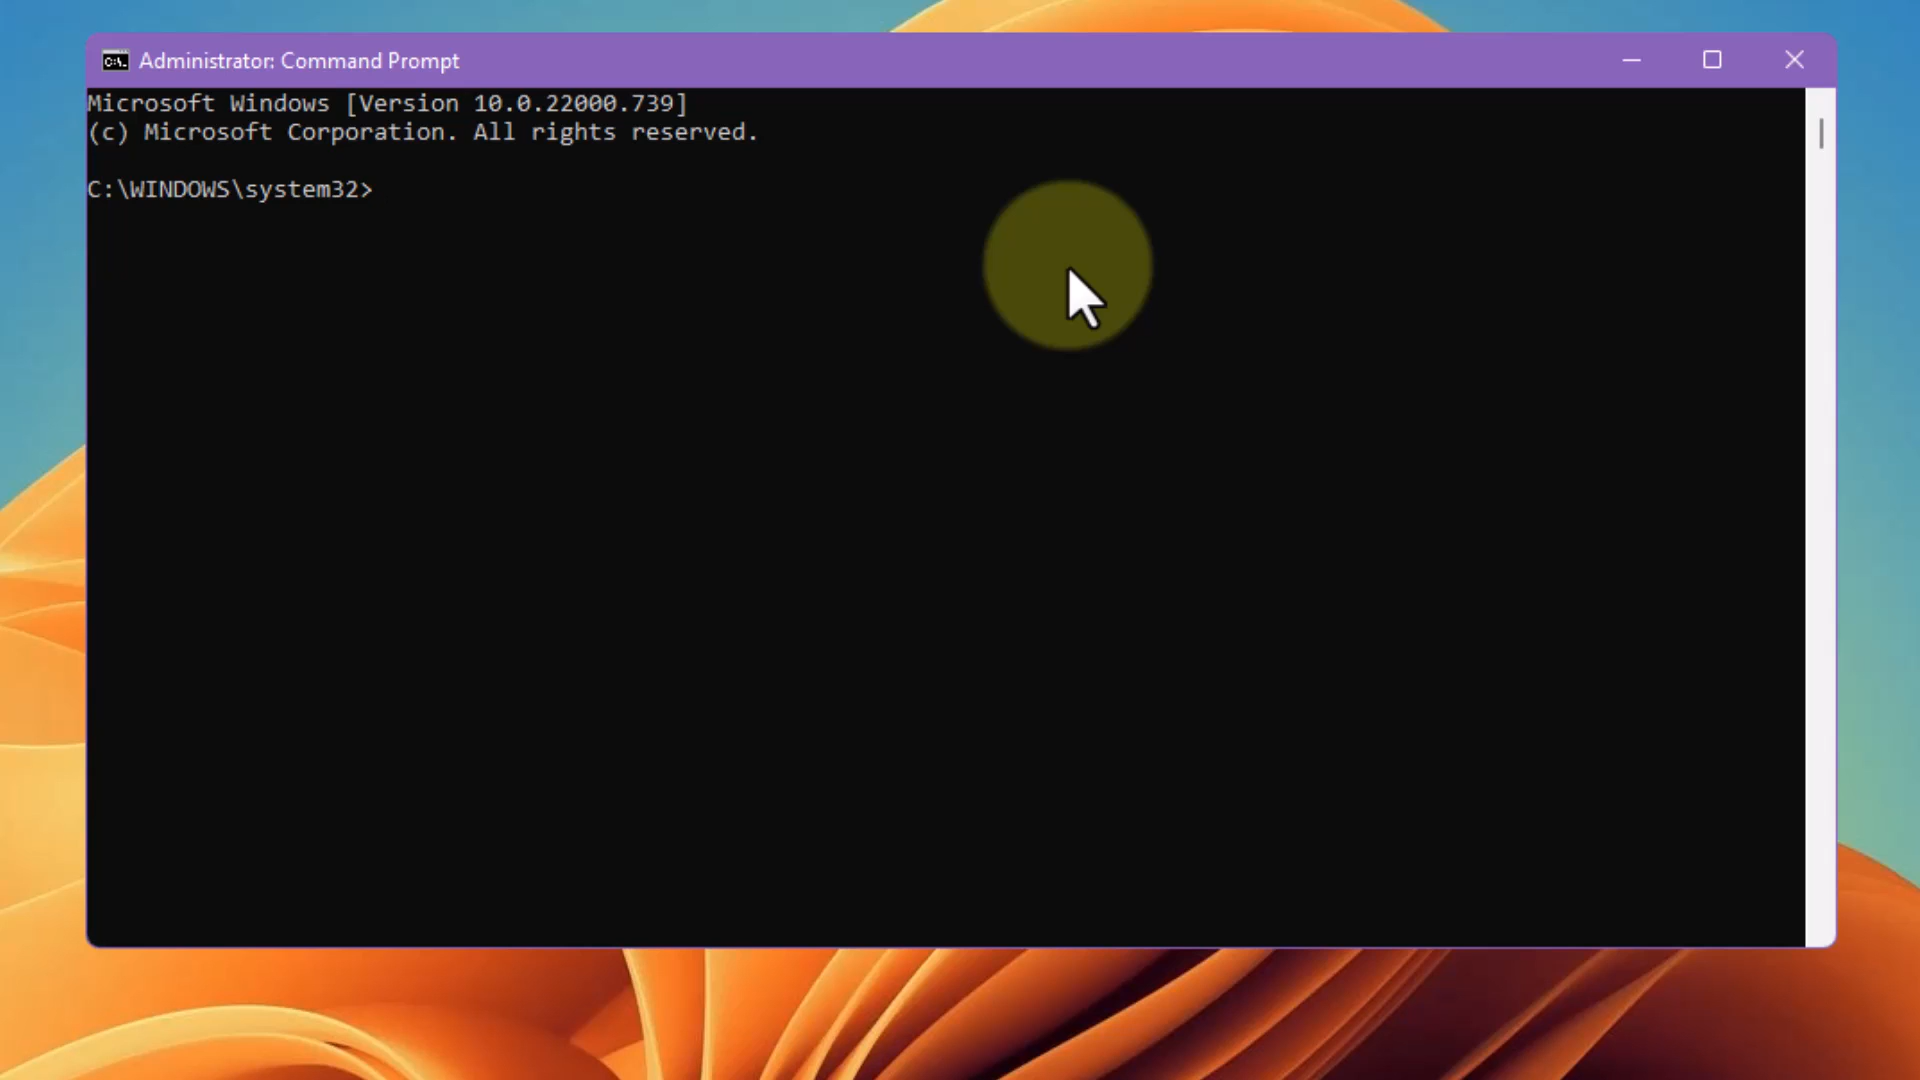 Administrator: Command Prompt
Microsoft Windows [Version 10.0.22000.739]
(c) Microsoft Corporation. All rights reserved.
C:\WINDOWS\system32>